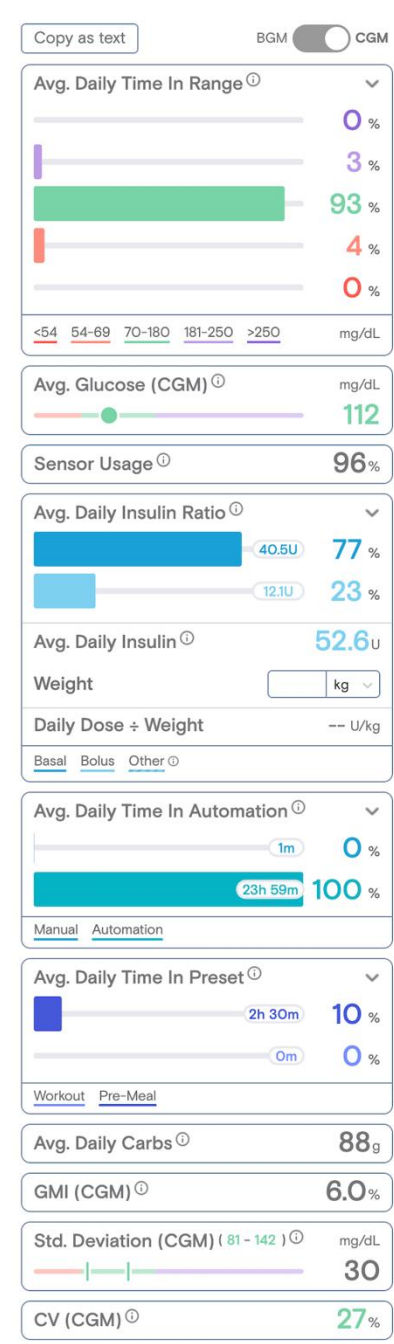 Copy as text BGM CGM
Avg. Daily Time In Range ⓘ
0 %
3 %
93 %
4 %
0 %
<54 54-69 70-180 181-250 >250 mg/dL
Avg. Glucose (CGM) ⓘ mg/dL
112
Sensor Usage ⓘ 96%
Avg. Daily Insulin Ratio ⓘ
40.5U 77 %
12.1U 23 %
Avg. Daily Insulin ⓘ 52.6U
Weight kg
Daily Dose ÷ Weight -- U/kg
Basal Bolus Other ⓘ
Avg. Daily Time In Automation ⓘ
1m 0 %
23h 59m 100 %
Manual Automation
Avg. Daily Time In Preset ⓘ
2h 30m 10 %
0m 0 %
Workout Pre-Meal
Avg. Daily Carbs ⓘ 88g
GMI (CGM) ⓘ 6.0%
Std. Deviation (CGM) ( 81 - 142 ) ⓘ mg/dL
30
CV (CGM) ⓘ 27%